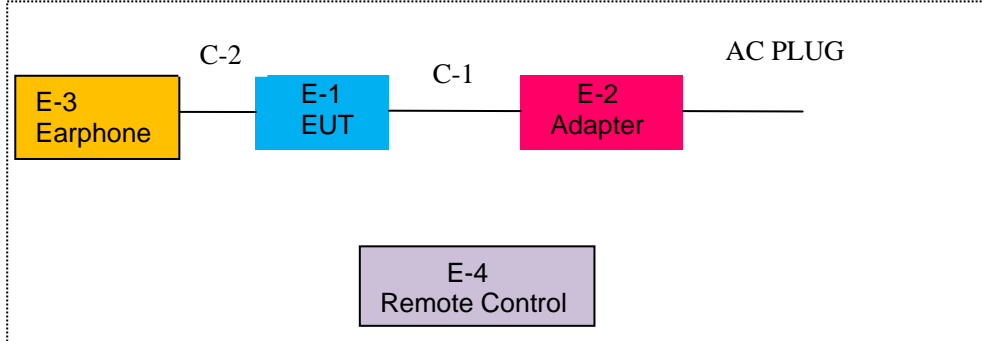 C-2
C-1
AC PLUG
E-3
Earphone
E-1
EUT
E-2
Adapter
E-4
Remote Control